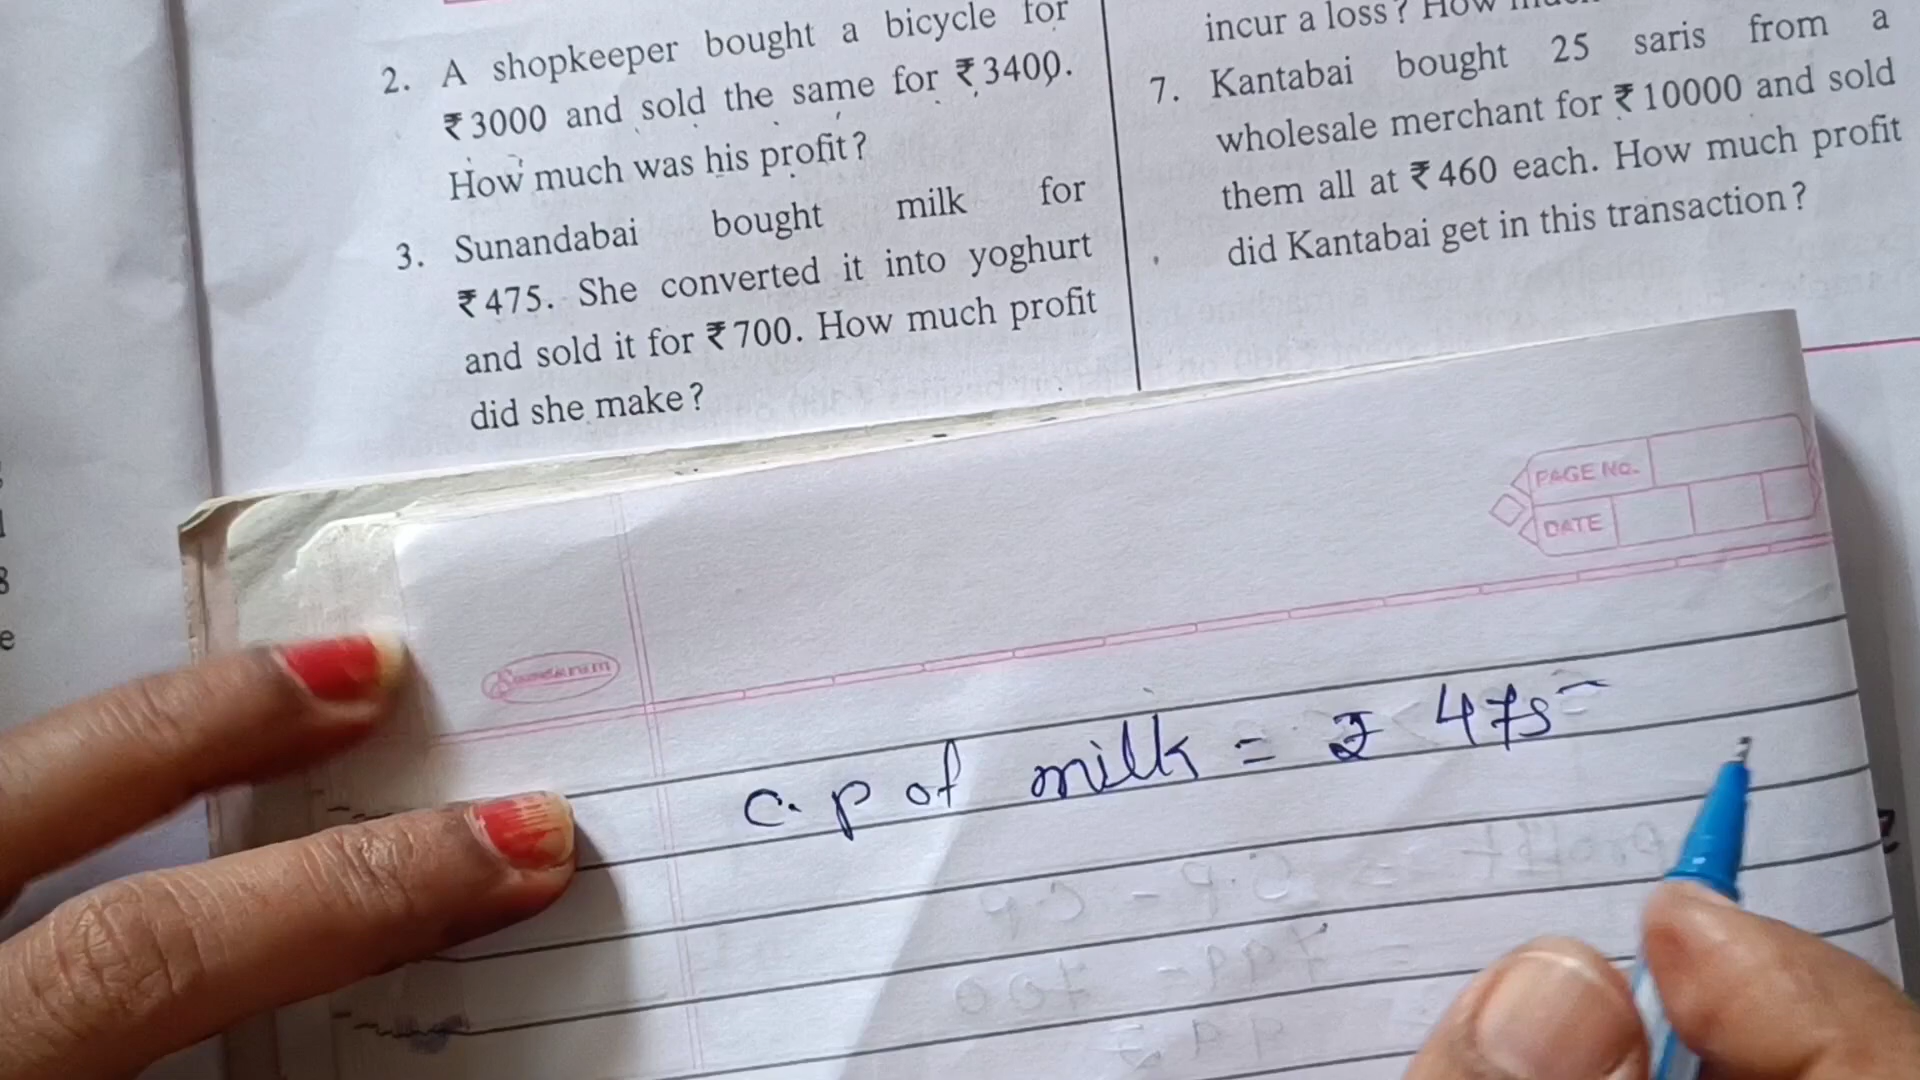 2. A shopkeeper bought a bicycle for
₹ 3000 and sold the same for ₹ 3400.
How much was his profit?
3. Sunandabai bought milk for
₹ 475. She converted it into yoghurt
and sold it for ₹ 700. How much profit
did she make?
incur a loss? How
7. Kantabai bought 25 saris from a
wholesale merchant for ₹ 10000 and sold
them all at ₹ 460 each. How much profit
did Kantabai get in this transaction?
PAGE NO.
DATE
Sundaram
C.P of milk = ₹ 475